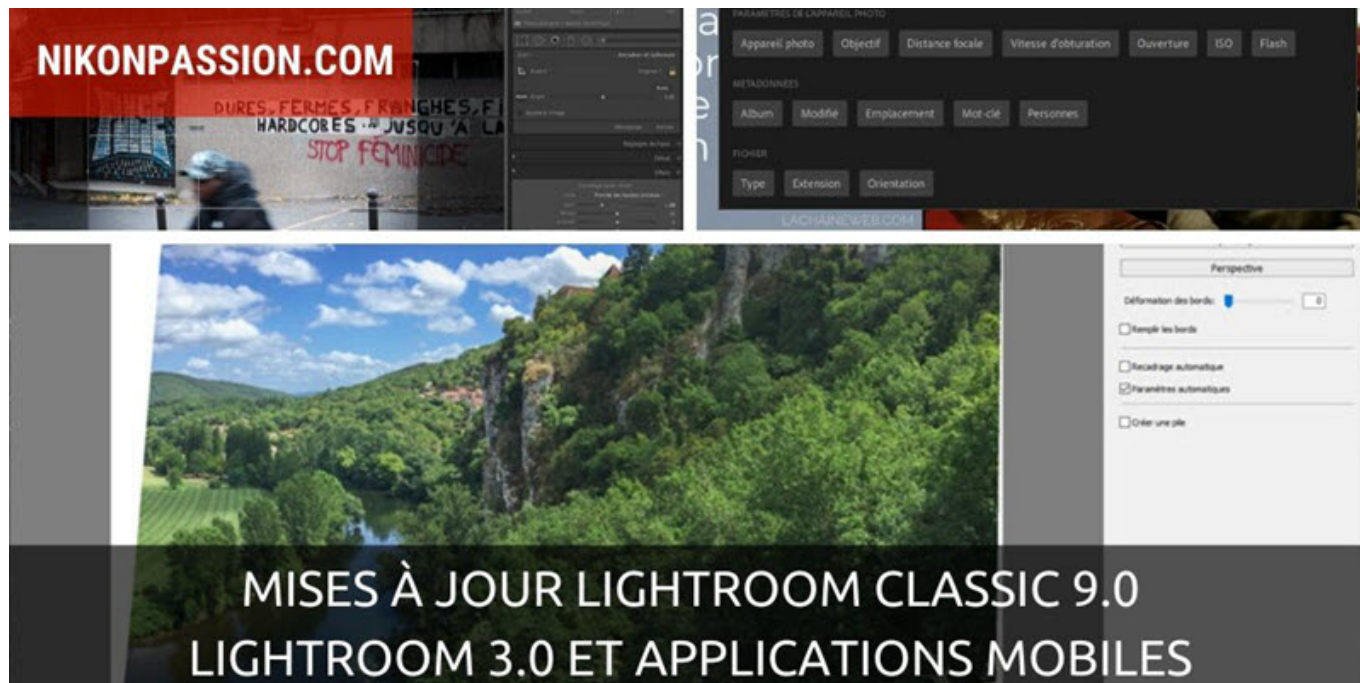 NIKONPASSION.COM
DURES, FERMES, FRANGHES, F
HARDCORES JUSQU'À LA
STOP FÉMINICIDE
PARAMÈTRES DE L'APPAREIL PHOTO
Appareil photo Objectif Distance focale Vitesse d'obturation Ouverture ISO Flash
MÉTADONNÉES
Album Modifié Emplacement Mot-clé Personnes
FICHIER
Type Extension Orientation
LACHAINEWEB.COM
Perspective
Déformation des bords: 0
Remplir les bords
Recadrage automatique
Paramètres automatiques
Créer une pile
MISES À JOUR LIGHTROOM CLASSIC 9.0
LIGHTROOM 3.0 ET APPLICATIONS MOBILES